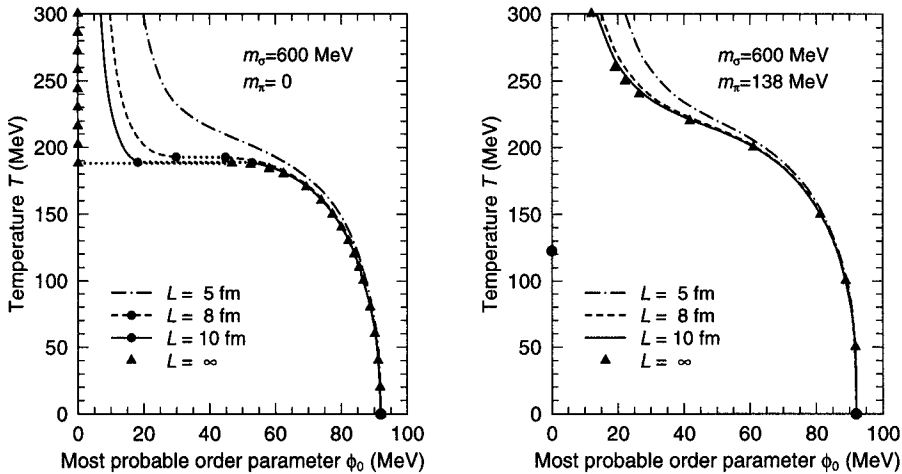 300
250
200
150
100
50
0
Temperature T (MeV)
mσ=600 MeV
mπ=0
L = 5 fm
L = 8 fm
L = 10 fm
L = ∞
0 20 40 60 80 100
Most probable order parameter ϕ₀ (MeV)
300
250
200
150
100
50
0
Temperature T (MeV)
mσ=600 MeV
mπ=138 MeV
L = 5 fm
L = 8 fm
L = 10 fm
L = ∞
0 20 40 60 80 100
Most probable order parameter ϕ₀ (MeV)